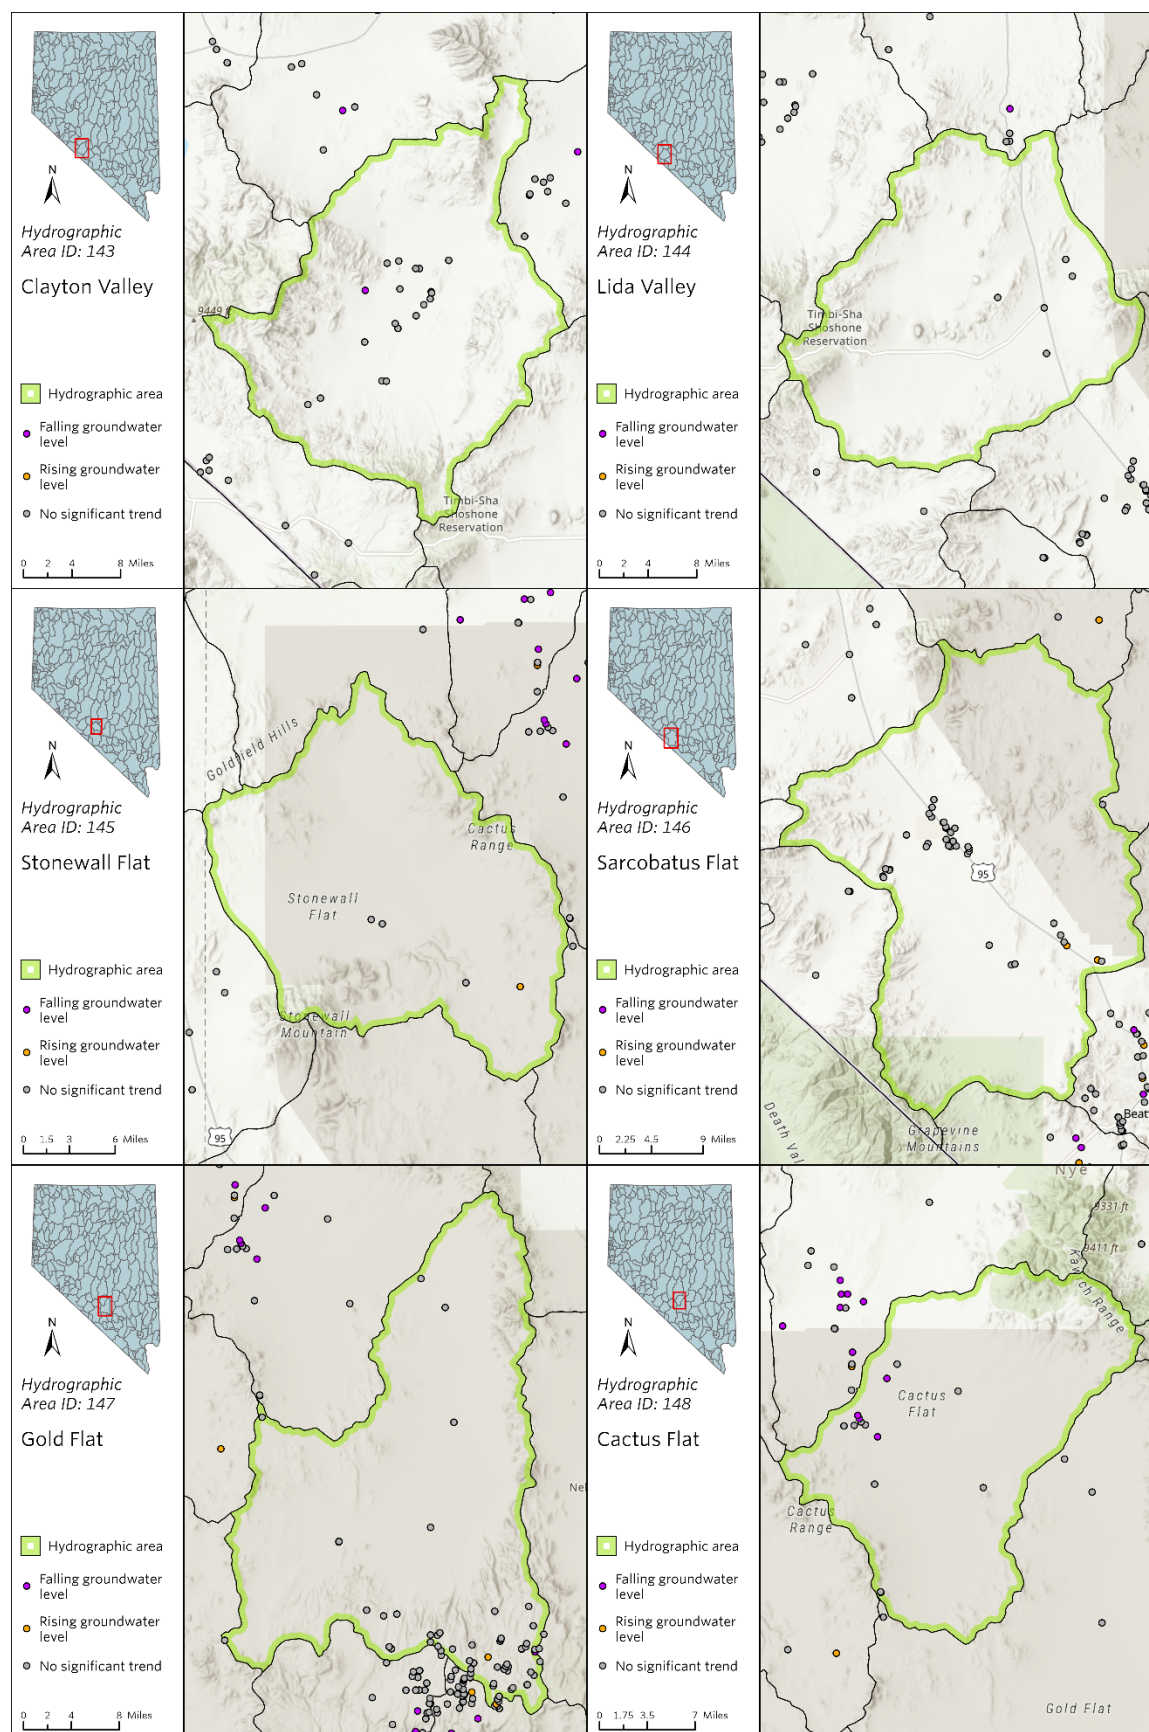 N
Hydrographic
Area ID: 143
Clayton Valley
Hydrographic area
Falling groundwater
level
Rising groundwater
level
No significant trend
0 2 4 8 Miles
9449 ft
Timbi-Sha
Shoshone
Reservation
N
Hydrographic
Area ID: 144
Lida Valley
Hydrographic area
Falling groundwater
level
Rising groundwater
level
No significant trend
0 2 4 8 Miles
Timbi-Sha
Shoshone
Reservation
N
Hydrographic
Area ID: 145
Stonewall Flat
Hydrographic area
Falling groundwater
level
Rising groundwater
level
No significant trend
0 1.5 3 6 Miles
Goldfield Hills
Cactus
Range
Stonewall
Flat
Stonewall
Mountain
95
N
Hydrographic
Area ID: 146
Sarcobatus Flat
Hydrographic area
Falling groundwater
level
Rising groundwater
level
No significant trend
0 2.25 4.5 9 Miles
95
Death Val
Grapevine
Mountains
Beat
Nye
N
Hydrographic
Area ID: 147
Gold Flat
Hydrographic area
Falling groundwater
level
Rising groundwater
level
No significant trend
0 2 4 8 Miles
Nel
N
Hydrographic
Area ID: 148
Cactus Flat
Hydrographic area
Falling groundwater
level
Rising groundwater
level
No significant trend
0 1.75 3.5 7 Miles
9331 ft
9411 ft
Kawich Range
Cactus
Flat
Cactus
Range
Gold Flat